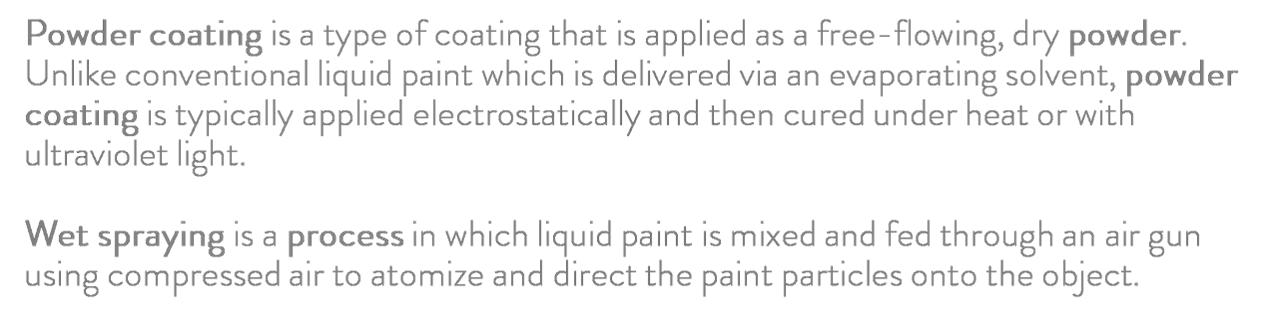 Powder coating is a type of coating that is applied as a free-flowing, dry powder.
Unlike conventional liquid paint which is delivered via an evaporating solvent, powder
coating is typically applied electrostatically and then cured under heat or with
ultraviolet light.
Wet spraying is a process in which liquid paint is mixed and fed through an air gun
using compressed air to atomize and direct the paint particles onto the object.